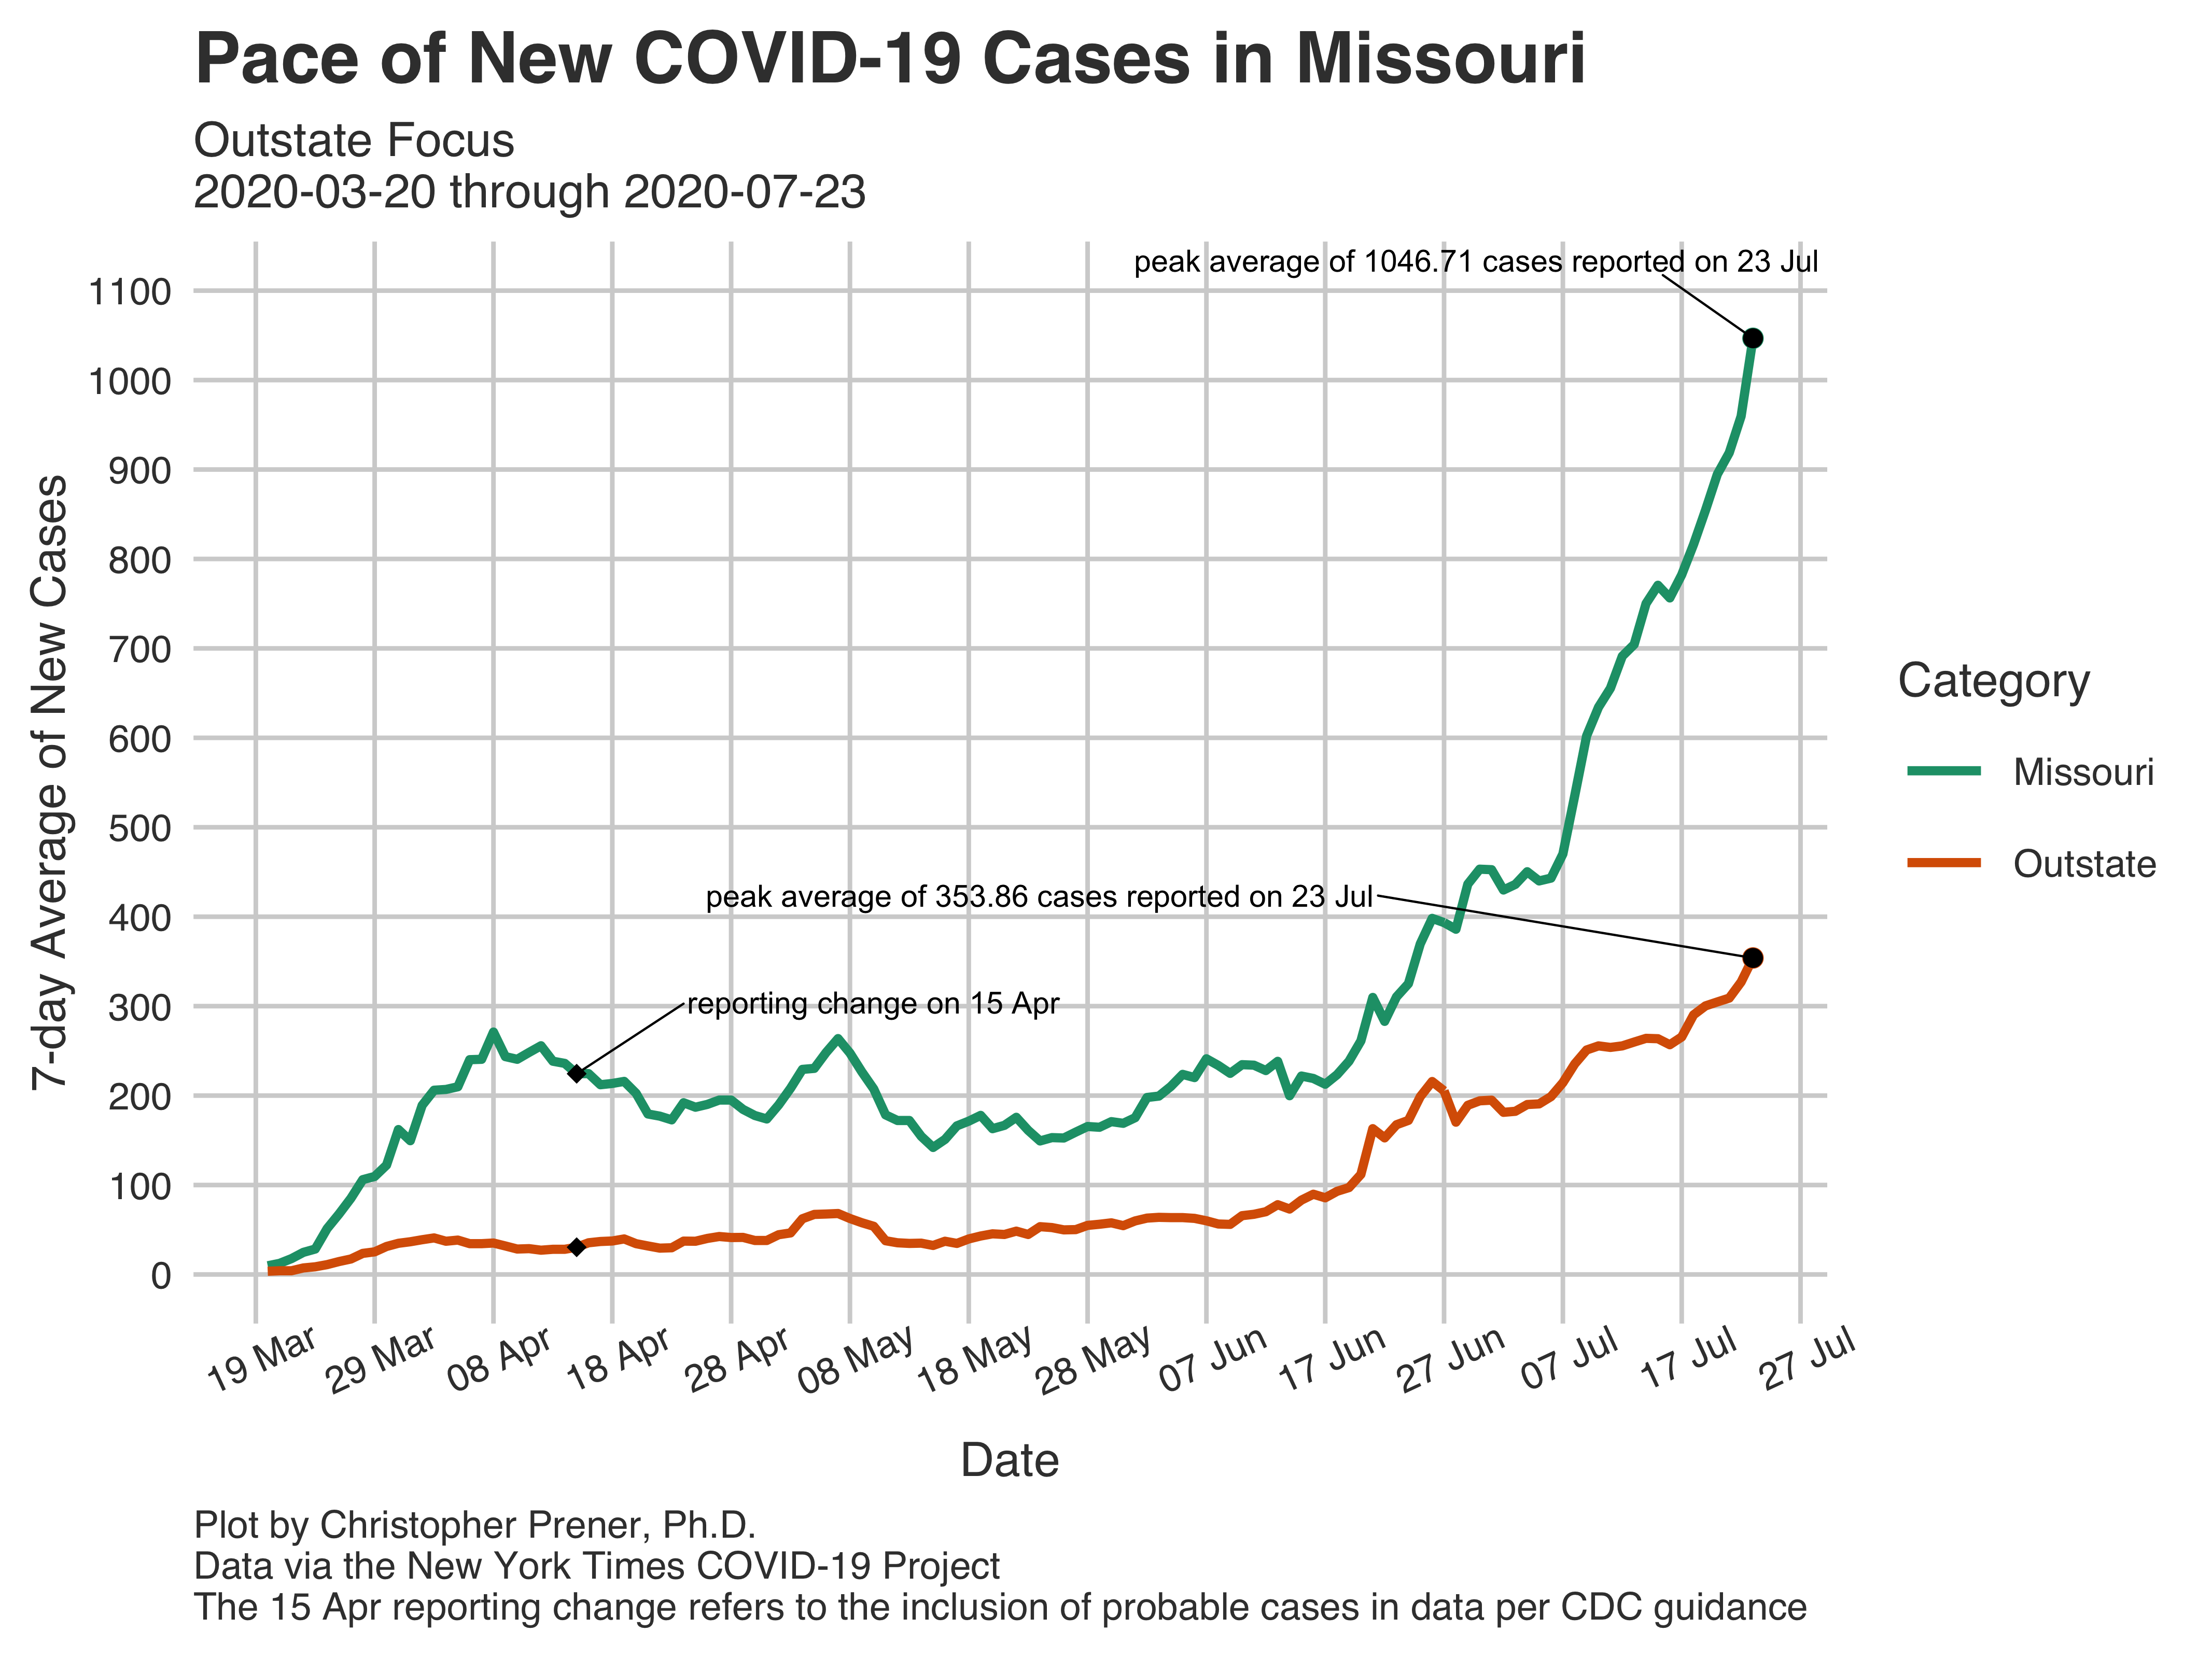 Pace of New COVID-19 Cases in Missouri
Outstate Focus
2020-03-20 through 2020-07-23
7-day Average of New Cases
1100
1000
900
800
700
600
500
400
300
200
100
0
peak average of 1046.71 cases reported on 23 Jul
peak average of 353.86 cases reported on 23 Jul
reporting change on 15 Apr
19 Mar
29 Mar
08 Apr
18 Apr
28 Apr
08 May
18 May
28 May
07 Jun
17 Jun
27 Jun
07 Jul
17 Jul
27 Jul
Date
Category
Missouri
Outstate
Plot by Christopher Prener, Ph.D.
Data via the New York Times COVID-19 Project
The 15 Apr reporting change refers to the inclusion of probable cases in data per CDC guidance